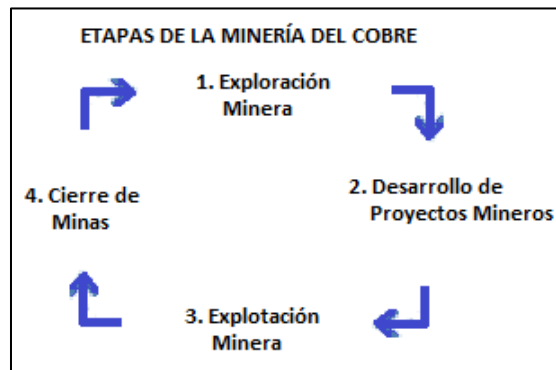 ETAPAS DE LA MINERÍA DEL COBRE
1. Exploración
Minera
2. Desarrollo de
Proyectos Mineros
3. Explotación
Minera
4. Cierre de
Minas